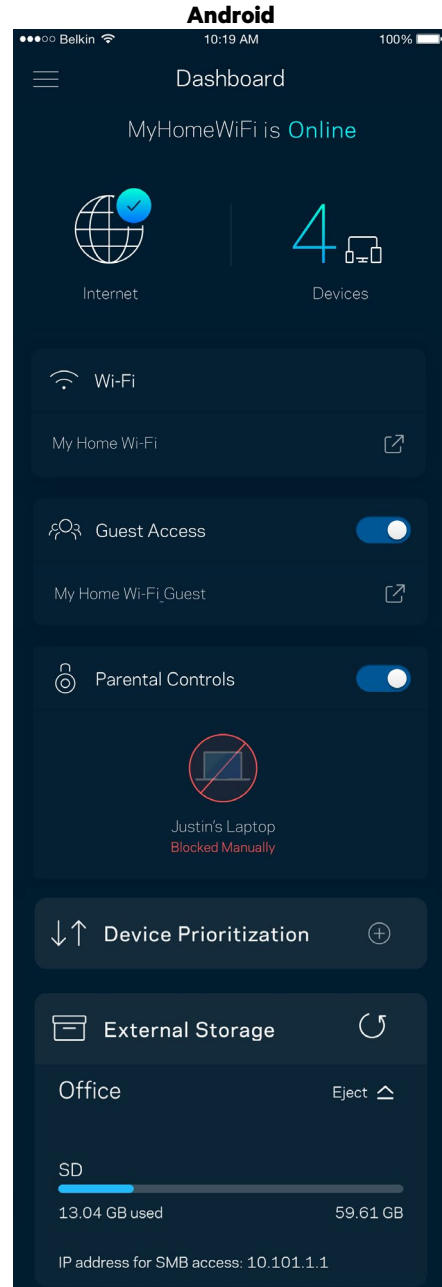 Android
Belkin 10:19 AM 100%
Dashboard
MyHomeWiFi is Online
4
Internet Devices
Wi-Fi
My Home Wi-Fi
Guest Access
My Home Wi-Fi_Guest
Parental Controls
Justin's Laptop
Blocked Manually
Device Prioritization
External Storage
Office Eject
SD
13.04 GB used 59.61 GB
IP address for SMB access: 10.101.1.1